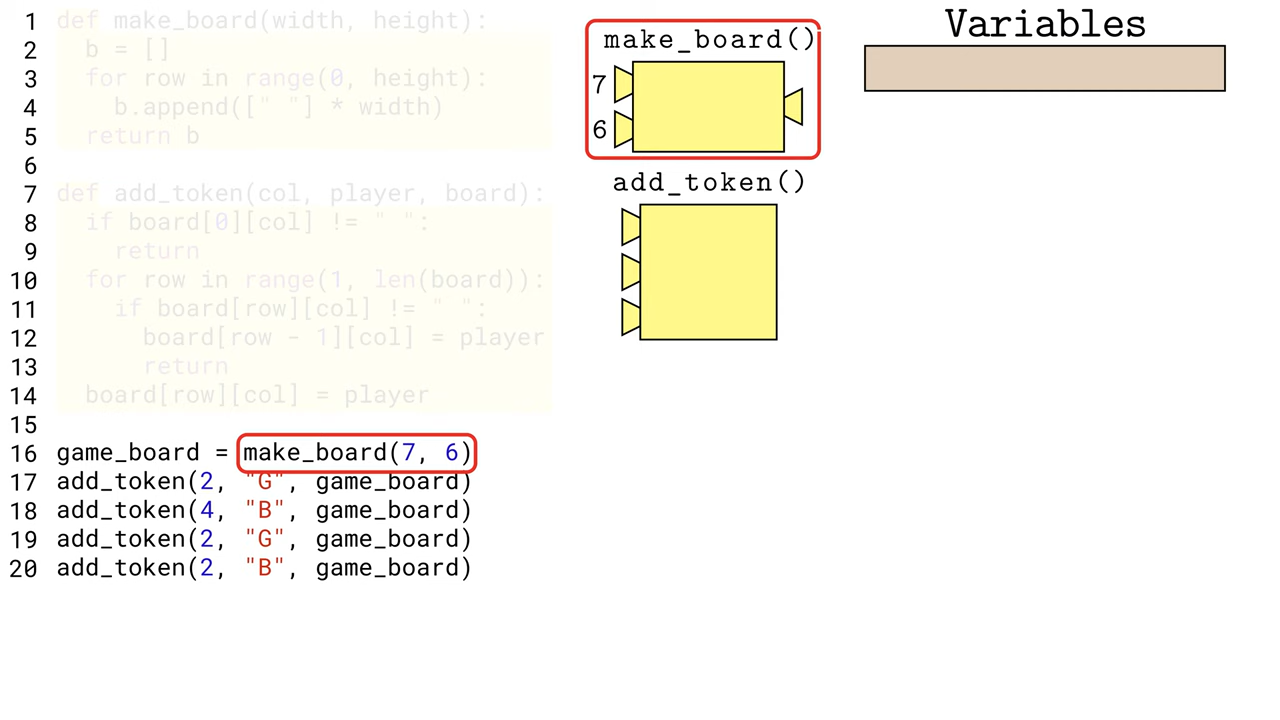 1 def make_board(width, height):
2   b = []
3   for row in range(0, height):
4     b.append([" "] * width)
5   return b
6
7 def add_token(col, player, board):
8   if board[0][col] != " ":
9     return
10   for row in range(1, len(board)):
11     if board[row][col] != " ":
12       board[row - 1][col] = player
13       return
14   board[row][col] = player
15
16 game_board = make_board(7, 6)
17 add_token(2, "G", game_board)
18 add_token(4, "B", game_board)
19 add_token(2, "G", game_board)
20 add_token(2, "B", game_board)
make_board()
7
6
add_token()
Variables